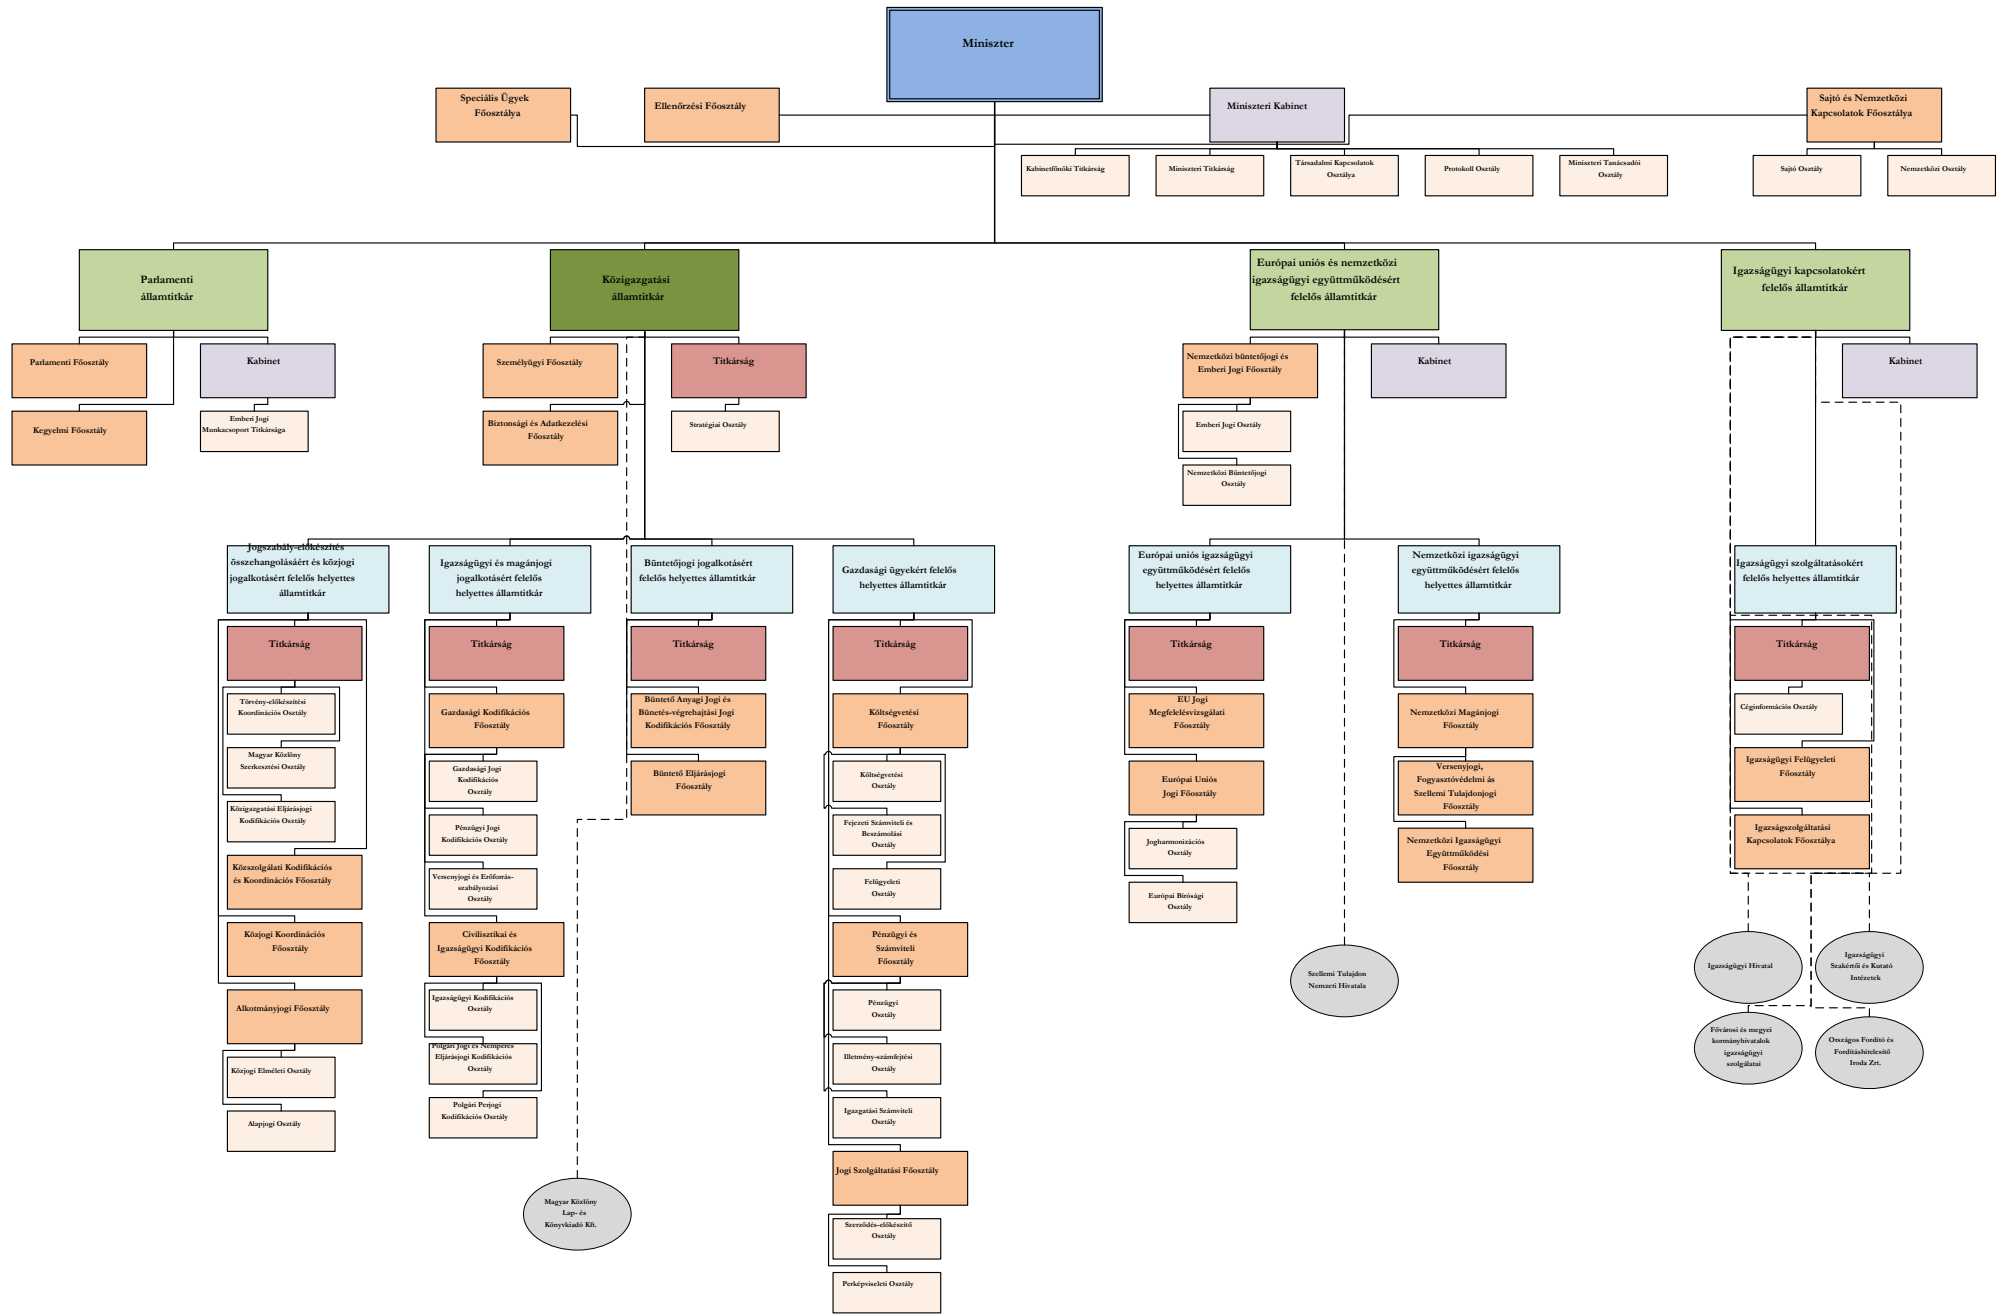 Miniszter
Speciális Ügyek
Főosztálya
Ellenőrzési Főosztály
Miniszteri Kabinet
Sajtó és Nemzetközi
Kapcsolatok Főosztálya
Kabinetfőnöki Titkárság
Miniszteri Titkárság
Társadalmi Kapcsolatok
Osztálya
Protokoll Osztály
Miniszteri Tanácsadói
Osztály
Sajtó Osztály
Nemzetközi Osztály
Parlamenti
államtitkár
Közigazgatási
államtitkár
Európai uniós és nemzetközi
igazságügyi együttműködésért
felelős államtitkár
Igazságügyi kapcsolatokért
felelős államtitkár
Parlamenti Főosztály
Kabinet
Személyügyi Főosztály
Titkárság
Nemzetközi büntetőjogi és
Emberi Jogi Főosztály
Kabinet
Kabinet
Kegyelmi Főosztály
Emberi Jogi
Munkacsoport Titkársága
Biztonsági és Adatkezelési
Főosztály
Stratégiai Osztály
Emberi Jogi Osztály
Nemzetközi Büntetőjogi
Osztály
Jogszabály-előkészítés
összehangolásáért és közjogi
jogalkotásért felelős helyettes
államtitkár
Igazságügyi és magánjogi
jogalkotásért felelős
helyettes államtitkár
Büntetőjogi jogalkotásért
felelős helyettes államtitkár
Gazdasági ügyekért felelős
helyettes államtitkár
Európai uniós igazságügyi
együttműködésért felelős
helyettes államtitkár
Nemzetközi igazságügyi
együttműködésért felelős
helyettes államtitkár
Igazságügyi szolgáltatásokért
felelős helyettes államtitkár
Titkárság
Törvény-előkészítési
Koordinációs Osztály
Magyar Közlöny
Szerkesztési Osztály
Közigazgatási Eljárásjogi
Kodifikációs Osztály
Közszolgálati Kodifikációs
és Koordinációs Főosztály
Közjogi Koordinációs
Főosztály
Alkotmányjogi Főosztály
Közjogi Elméleti Osztály
Alapjogi Osztály
Titkárság
Gazdasági Kodifikációs
Főosztály
Gazdasági Jogi
Kodifikációs
Osztály
Pénzügyi Jogi
Kodifikációs Osztály
Versenyjogi és Erőforrás-
szabályozási
Osztály
Civilisztikai és
Igazságügyi Kodifikációs
Főosztály
Igazságügyi Kodifikációs
Osztály
Polgári Jogi és Nemperes
Eljárásjogi Kodifikációs
Osztály
Polgári Perjogi
Kodifikációs Osztály
Titkárság
Büntető Anyagi Jogi és
Bünetés-végrehajtási Jogi
Kodifikációs Főosztály
Büntető Eljárásjogi
Főosztály
Magyar Közlöny
Lap- és
Könyvkiadó Kft.
Titkárság
Költségvetési
Főosztály
Költségvetési
Osztály
Fejezeti Számviteli és
Beszámolási
Osztály
Felügyeleti
Osztály
Pénzügyi és
Számviteli
Főosztály
Pénzügyi
Osztály
Illetmény-számfejtési
Osztály
Igazgatási Számviteli
Osztály
Jogi Szolgáltatási Főosztály
Szerződés-előkészítő
Osztály
Perképviseleti Osztály
Titkárság
EU Jogi
Megfelelésvizsgálati
Főosztály
Európai Uniós
Jogi Főosztály
Jogharmonizációs
Osztály
Európai Bírósági
Osztály
Szellemi Tulajdon
Nemzeti Hivatala
Titkárság
Nemzetközi Magánjogi
Főosztály
Versenyjogi,
Fogyasztóvédelmi ás
Szellemi Tulajdonjogi
Főosztály
Nemzetközi Igazságügyi
Együttműködési
Főosztály
Titkárság
Céginformációs Osztály
Igazságügyi Felügyeleti
Főosztály
Igazságszolgáltatási
Kapcsolatok Főosztálya
Igazságügyi Hivatal
Igazságügyi
Szakértői és Kutató
Intézetek
Fővárosi és megyei
kormányhivatalok
igazságügyi
szolgálatai
Országos Fordító és
Fordításhitelesítő
Iroda Zrt.